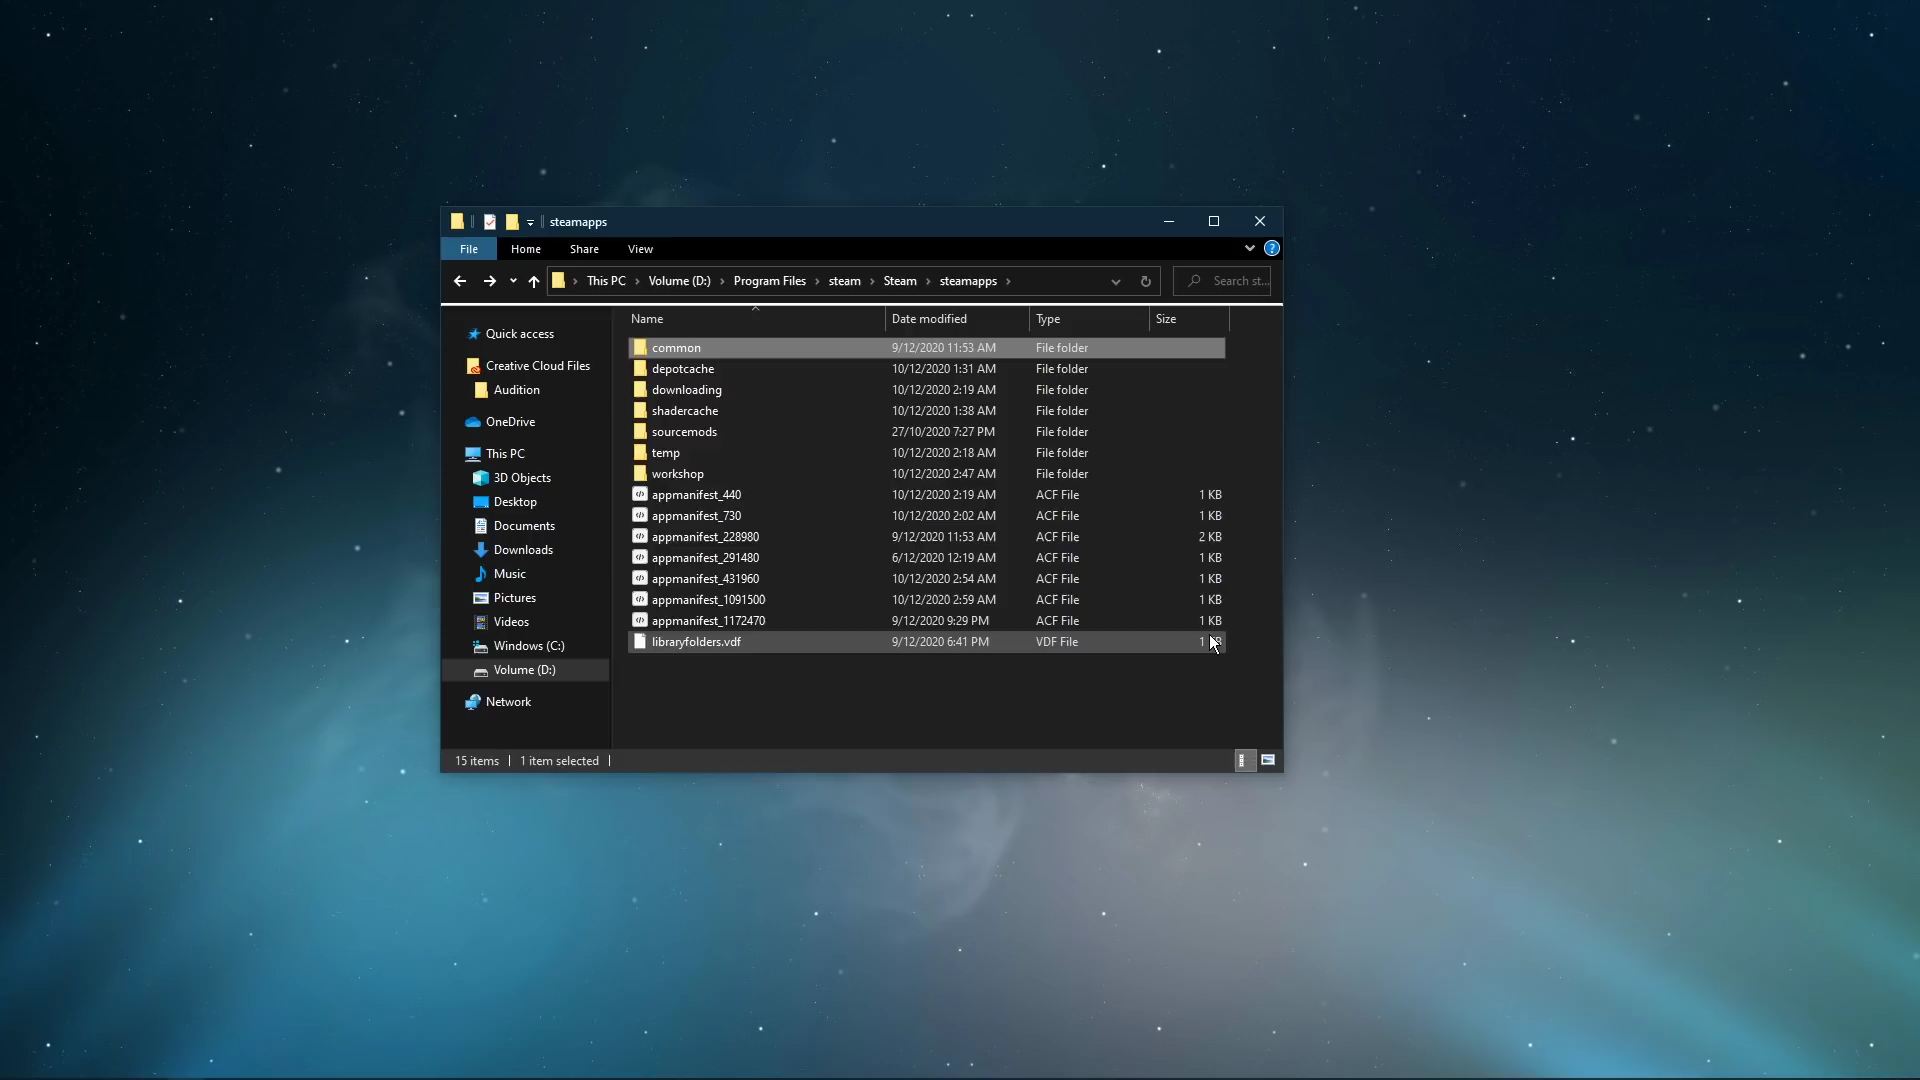 steamapps
File Home Share View
This PC Volume (D:) Program Files steam Steam steamapps Search st...
Name Date modified Type Size
Quick access
Creative Cloud Files
Audition
OneDrive
This PC
3D Objects
Desktop
Documents
Downloads
Music
Pictures
Videos
Windows (C:)
Volume (D:)
Network
common 9/12/2020 11:53 AM File folder
depotcache 10/12/2020 1:31 AM File folder
downloading 10/12/2020 2:19 AM File folder
shadercache 10/12/2020 1:38 AM File folder
sourcemods 27/10/2020 7:27 PM File folder
temp 10/12/2020 2:18 AM File folder
workshop 10/12/2020 2:47 AM File folder
appmanifest_440 10/12/2020 2:19 AM ACF File 1 KB
appmanifest_730 10/12/2020 2:02 AM ACF File 1 KB
appmanifest_228980 9/12/2020 11:53 AM ACF File 2 KB
appmanifest_291480 6/12/2020 12:19 AM ACF File 1 KB
appmanifest_431960 10/12/2020 2:54 AM ACF File 1 KB
appmanifest_1091500 10/12/2020 2:59 AM ACF File 1 KB
appmanifest_1172470 9/12/2020 9:29 PM ACF File 1 KB
libraryfolders.vdf 9/12/2020 6:41 PM VDF File 1 KB
15 items 1 item selected